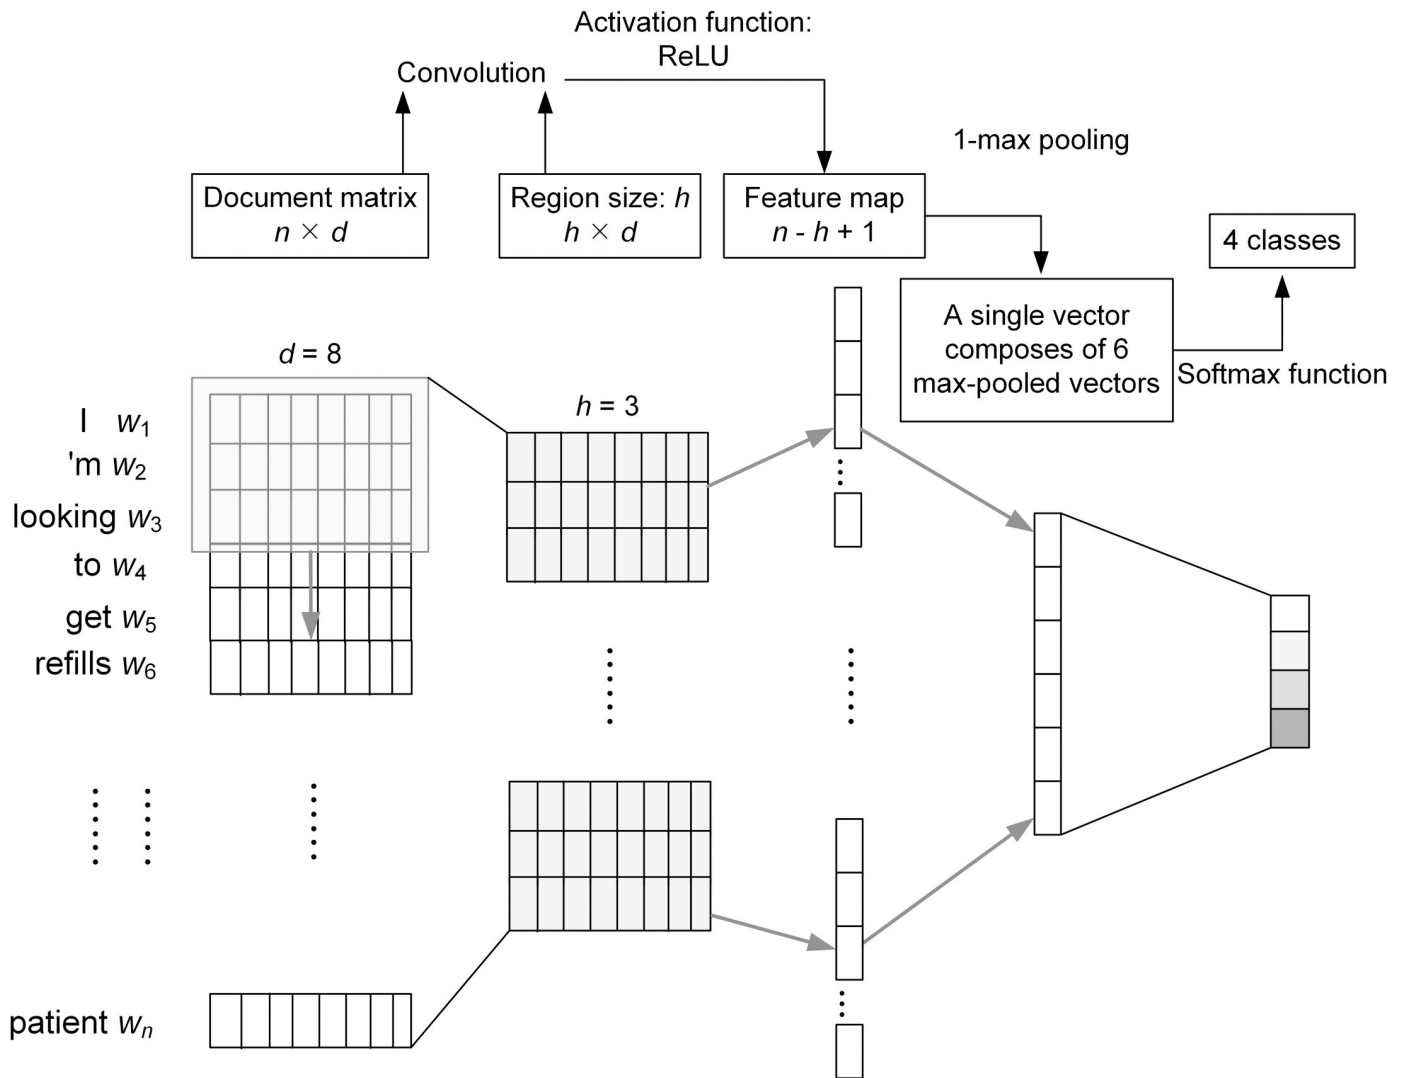 Activation function:
ReLU
Convolution
1-max pooling
Document matrix
n × d
Region size: h
h × d
Feature map
n - h + 1
4 classes
A single vector
composes of 6
max-pooled vectors
Softmax function
d = 8
h = 3
I w1
'm w2
looking w3
to w4
get w5
refills w6
patient wn